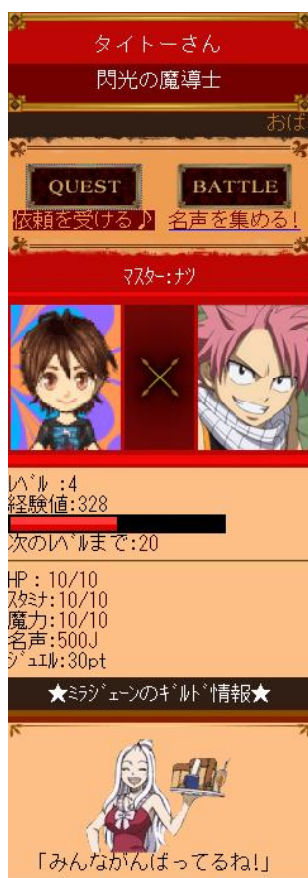 タイトーさん
閃光の魔導士
おば
QUEST
BATTLE
依頼を受ける♪
名声を集める!
マスター:ナツ
レベル:4
経験値:328
次のレベルまで:20
HP:10/10
スタミナ:10/10
魔力:10/10
名声:500J
ジュエル:30pt
★ミラジェーンのギルド情報★
「みんながんばってるね!」